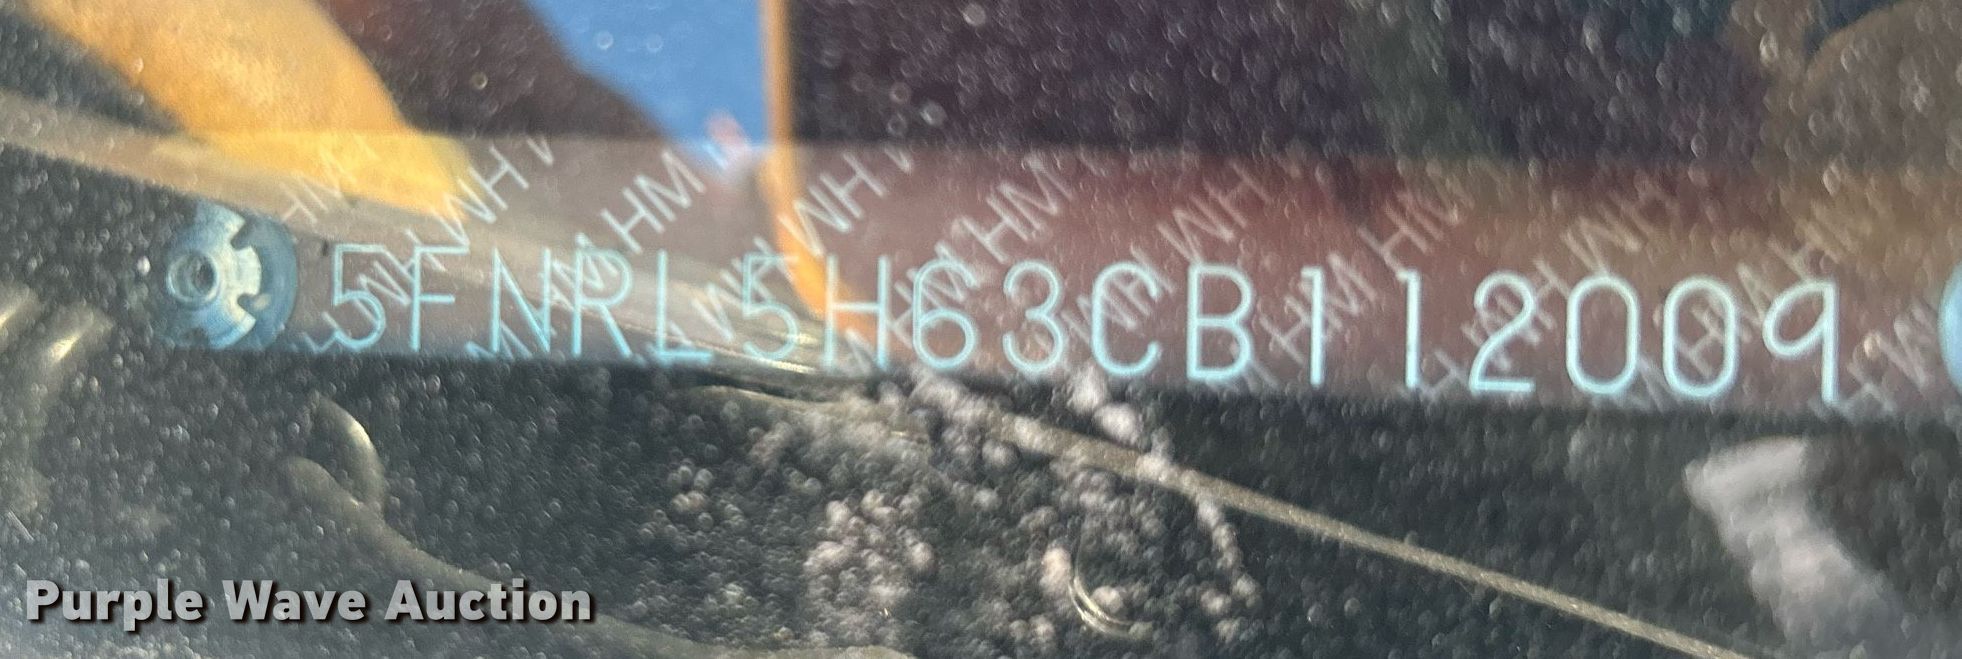 5FNRL5H63CB112009
Purple Wave Auction